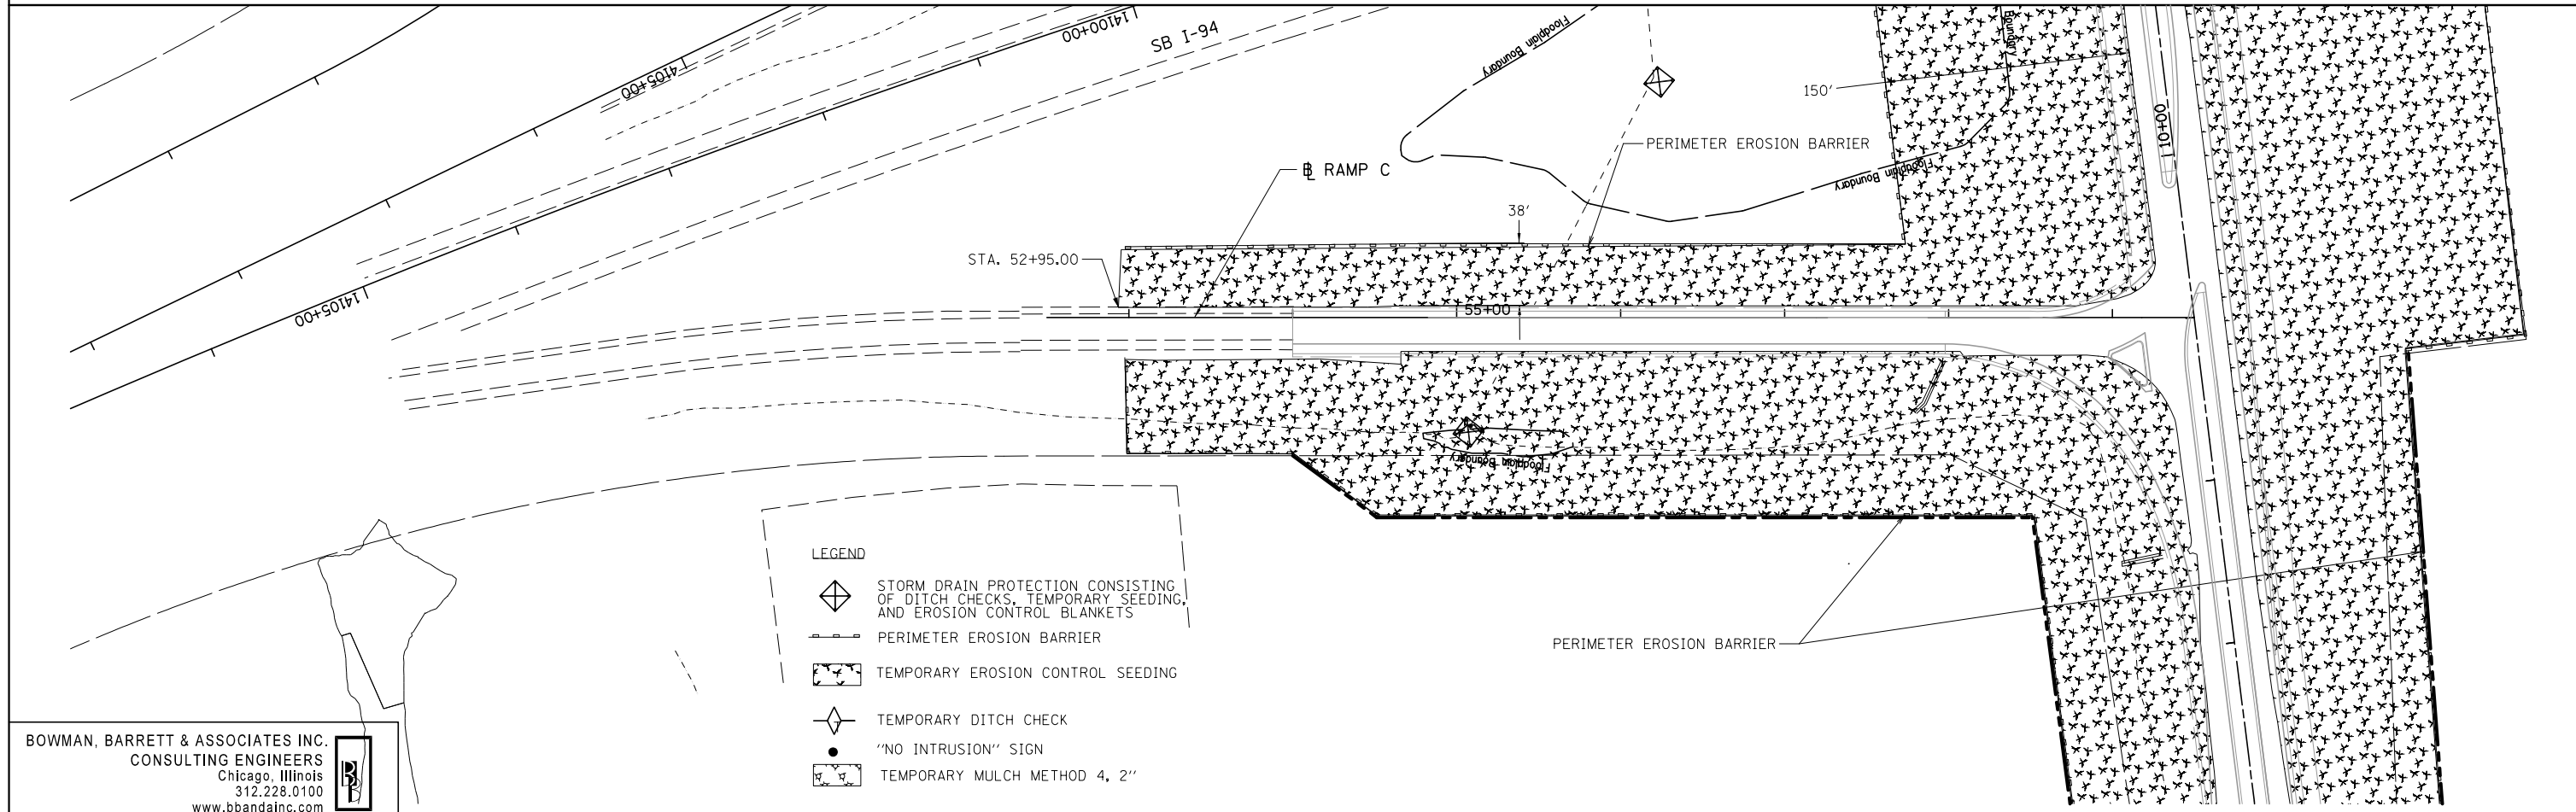 14100+00
SB I-94
14105+00
14105+00
Floodplain Boundary
Boundary
150'
10+00
PERIMETER EROSION BARRIER
Floodplain Boundary
BL RAMP C
38'
STA. 52+95.00
55+00
Floodplain Boundary
PERIMETER EROSION BARRIER
LEGEND
STORM DRAIN PROTECTION CONSISTING
OF DITCH CHECKS, TEMPORARY SEEDING,
AND EROSION CONTROL BLANKETS
PERIMETER EROSION BARRIER
TEMPORARY EROSION CONTROL SEEDING
TEMPORARY DITCH CHECK
"NO INTRUSION" SIGN
TEMPORARY MULCH METHOD 4, 2"
BOWMAN, BARRETT & ASSOCIATES INC.
CONSULTING ENGINEERS
Chicago, Illinois
312.228.0100
www.bbandainc.com